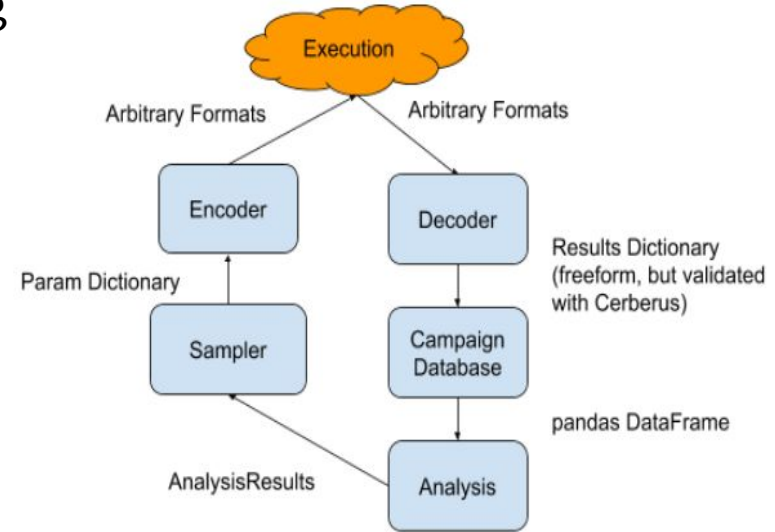 Execution
Arbitrary Formats
Arbitrary Formats
Encoder
Decoder
Results Dictionary
(freeform, but validated
with Cerberus)
Param Dictionary
Sampler
Campaign
Database
pandas DataFrame
AnalysisResults
Analysis